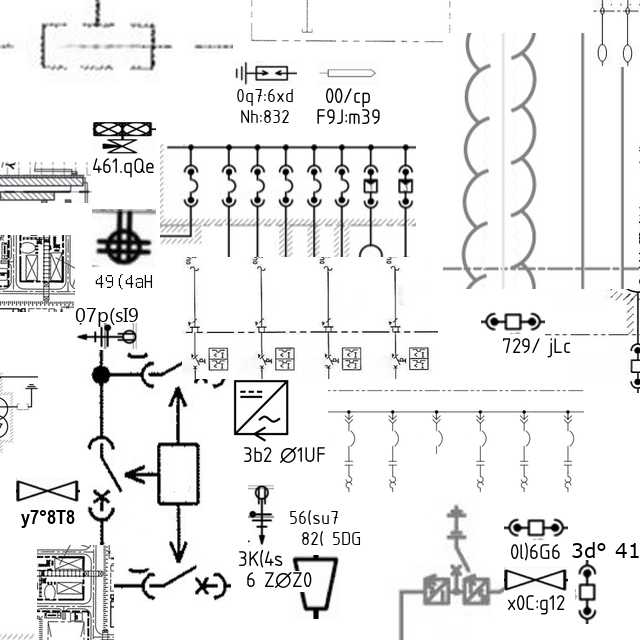 0q7:6xd
Nh:832
00/cp
F9J:m39
461.qQe
49(4aH
07p(sI9
729/ jLc
3b2 Ø1UF
y7°8T8
56(su7
82( 5DG
3K(4s
6 ZØZ0
0l)6G6
3d° 41
x0C:g12